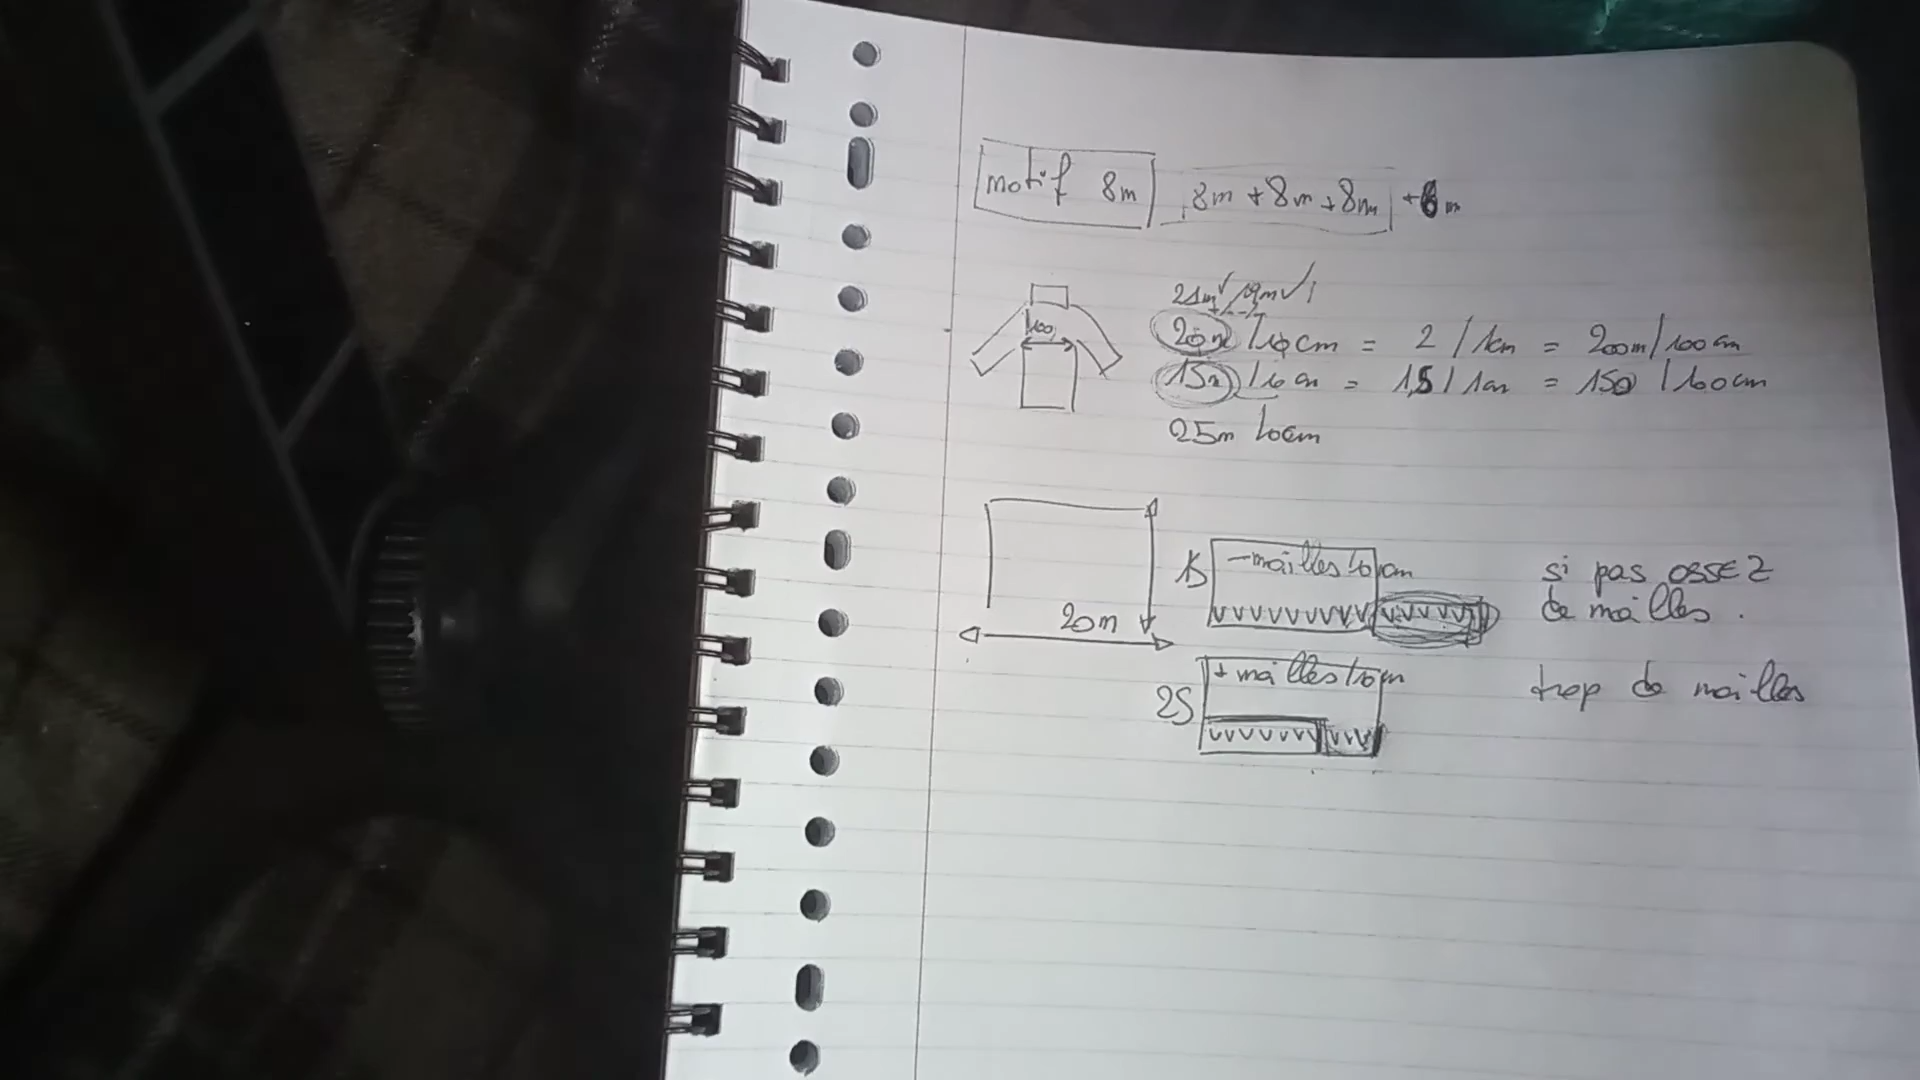 motif 8m 8m + 8m + 8m + 8m
21m / 19m
100
20m / 10cm = 2 / 1cm = 200m / 100cm
15m / 10cm = 1,5 / 1cm = 150 / 100cm
25m 10cm
20m
15 - mailles 10cm si pas ASSEZ
de mailles.
25 + mailles 10cm trop de mailles